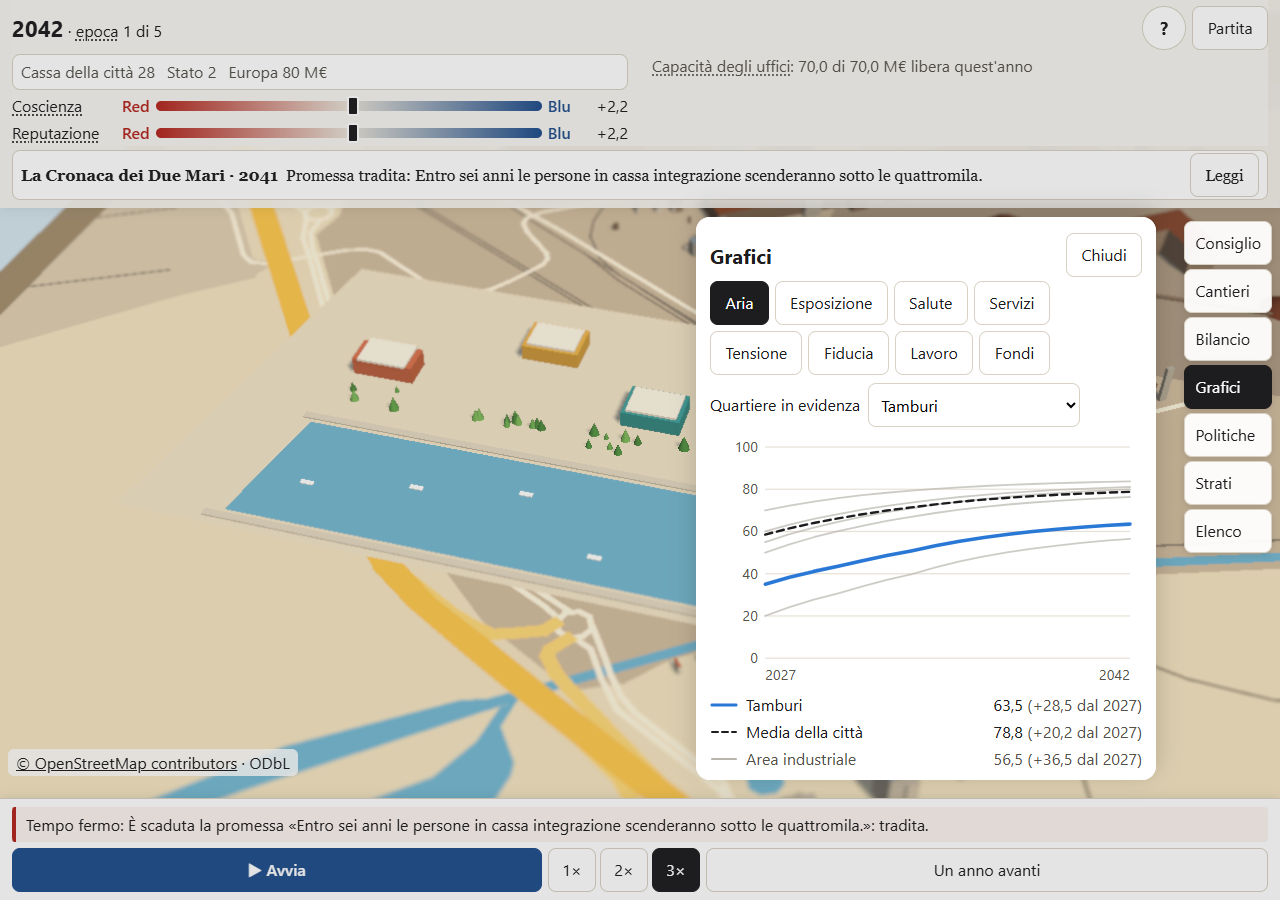 2042 · epoca 1 di 5
?
Partita
Cassa della città 28 Stato 2 Europa 80 M€
Capacità degli uffici: 70,0 di 70,0 M€ libera quest'anno
Coscienza Red Blu +2,2
Reputazione Red Blu +2,2
La Cronaca dei Due Mari · 2041 Promessa tradita: Entro sei anni le persone in cassa integrazione scenderanno sotto le quattromila.
Leggi
Grafici
Chiudi
Aria Esposizione Salute Servizi
Tensione Fiducia Lavoro Fondi
Quartiere in evidenza Tamburi
100
80
60
40
20
0
2027 2042
Tamburi 63,5 (+28,5 dal 2027)
Media della città 78,8 (+20,2 dal 2027)
Area industriale 56,5 (+36,5 dal 2027)
Consiglio
Cantieri
Bilancio
Grafici
Politiche
Strati
Elenco
© OpenStreetMap contributors · ODbL
Tempo fermo: È scaduta la promessa «Entro sei anni le persone in cassa integrazione scenderanno sotto le quattromila.»: tradita.
▶ Avvia 1× 2× 3× Un anno avanti